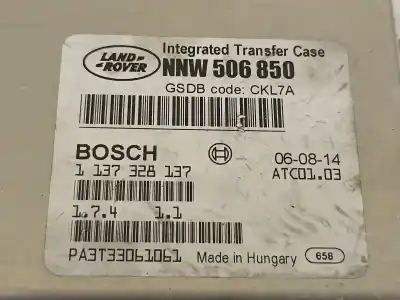 LAND ROVER
Integrated Transfer Case
NNW 506 850
GSDB code: CKL7A
BOSCH
06-08-14
1 137 328 137
ATC01.03
1.7.4 1.1
PA3T33061061
Made in Hungary 658